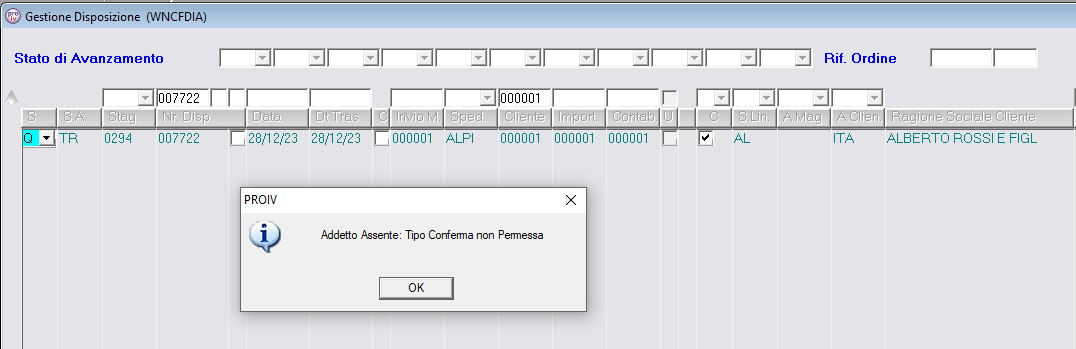 Gestione Disposizione (WNCFDIA)
Stato di Avanzamento Rif. Ordine
007722 000001
S S.A. Stag Nr. Disp. Data Dt Tras C Invio M. Sped. Cliente Import. Contab. U C S.Lin. A.Mag A.Clien. Ragione Sociale Cliente
Q TR 0294 007722 28/12/23 28/12/23 000001 ALPI 000001 000001 000001 AL ITA ALBERTO ROSSI E FIGL
PROIV
Addetto Assente: Tipo Conferma non Permessa
OK